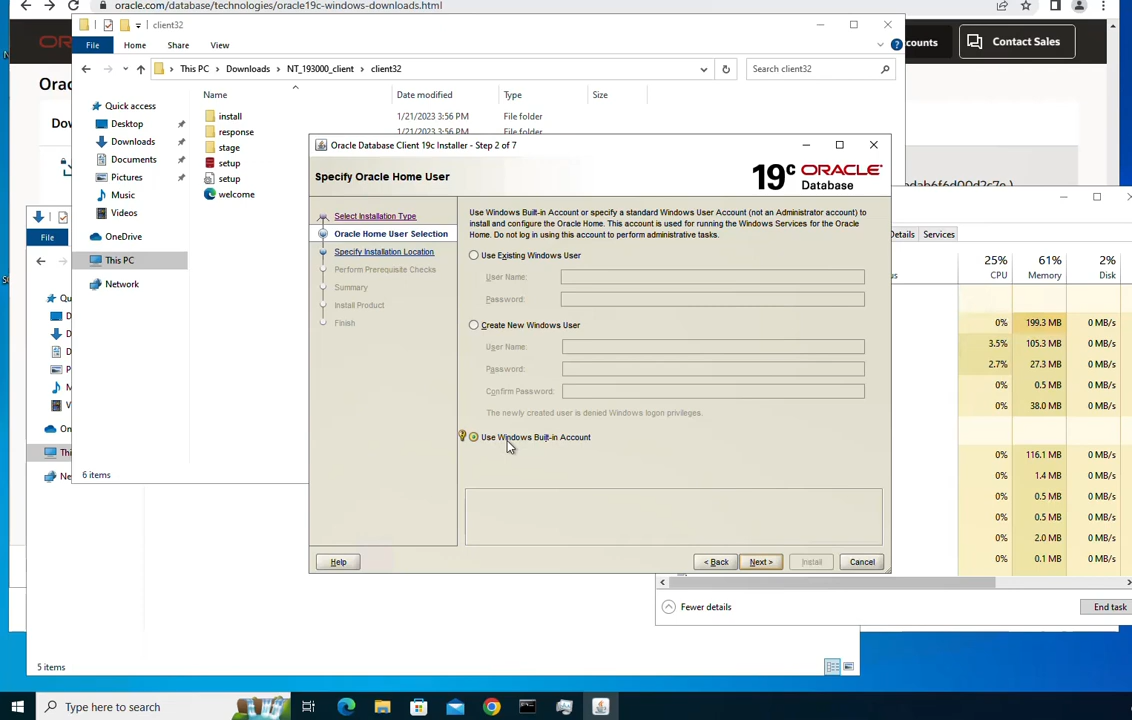 oracle.com/database/technologies/oracle19c-windows-downloads.html
client32
File
Home
Share
View
This PC
Downloads
NT_193000_client
client32
Search client32
Name
Date modified
Type
Size
Quick access
Desktop
Downloads
Documents
Pictures
Music
Videos
OneDrive
This PC
Network
install
1/21/2023 3:56 PM
File folder
response
1/21/2023 3:56 PM
File folder
stage
setup
setup
welcome
6 items
counts
Contact Sales
File
5 items
Oracle Database Client 19c Installer - Step 2 of 7
Specify Oracle Home User
19c ORACLE
Database
Select Installation Type
Oracle Home User Selection
Specify Installation Location
Perform Prerequisite Checks
Summary
Install Product
Finish
Use Windows Built-in Account or specify a standard Windows User Account (not an Administrator account) to
install and configure the Oracle Home. This account is used for running the Windows Services for the Oracle
Home. Do not log in using this account to perform administrative tasks.
Use Existing Windows User
User Name:
Password:
Create New Windows User
User Name:
Password:
Confirm Password:
The newly created user is denied Windows logon privileges.
Use Windows Built-in Account
Help
< Back
Next >
Install
Cancel
Details
Services
25%
61%
2%
CPU
Memory
Disk
0%
199.3 MB
0 MB/s
3.5%
105.3 MB
0 MB/s
2.7%
27.3 MB
0 MB/s
0%
0.5 MB
0 MB/s
0%
38.0 MB
0 MB/s
0%
116.1 MB
0 MB/s
0%
1.4 MB
0 MB/s
0%
0.5 MB
0 MB/s
0%
0.5 MB
0 MB/s
0%
2.0 MB
0 MB/s
0%
0.1 MB
0 MB/s
Fewer details
End task
Type here to search